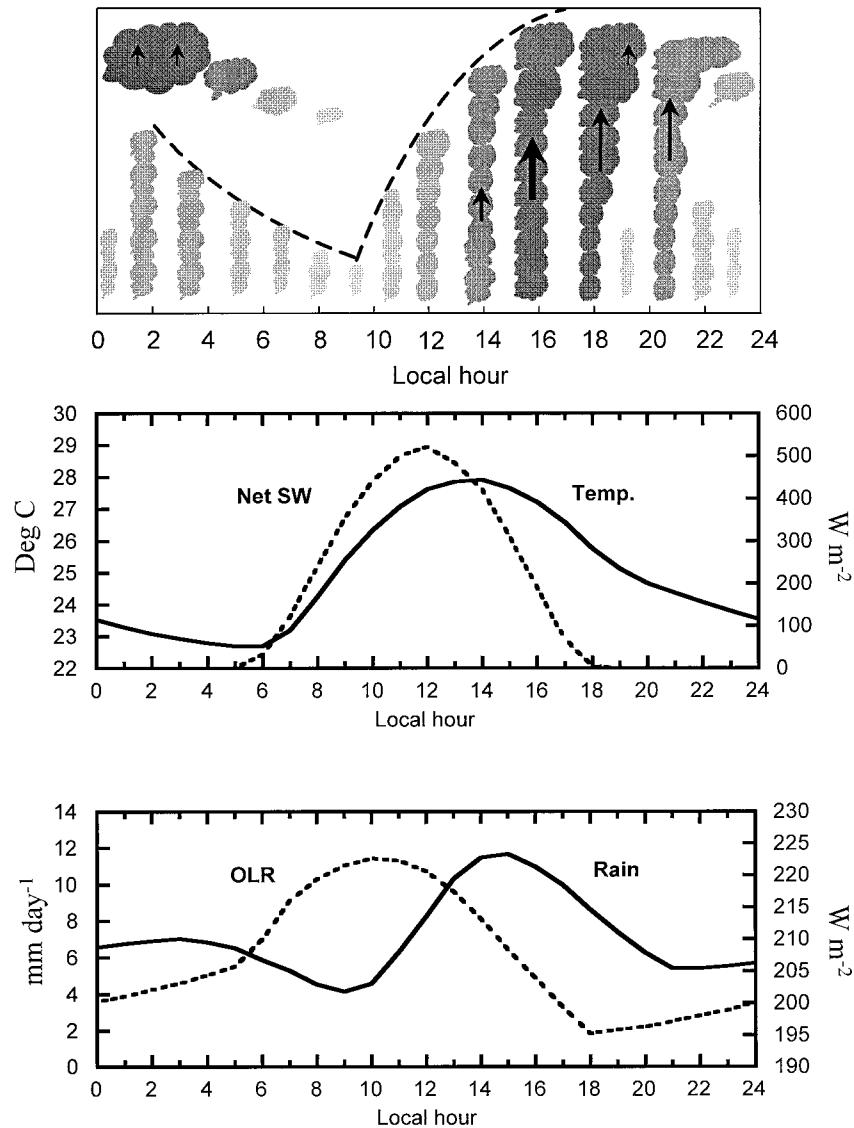 0 2 4 6 8 10 12 14 16 18 20 22 24
Local hour
30 600
29 500
28 Net SW Temp.
27 400
26 300
25 200
24
23 100
22 0
Deg C
W m-2
0 2 4 6 8 10 12 14 16 18 20 22 24
Local hour
14 230
12 225
OLR Rain
10 220
8 215
6 210
4 205
2 200
0 195
190
mm day-1
W m-2
0 2 4 6 8 10 12 14 16 18 20 22 24
Local hour